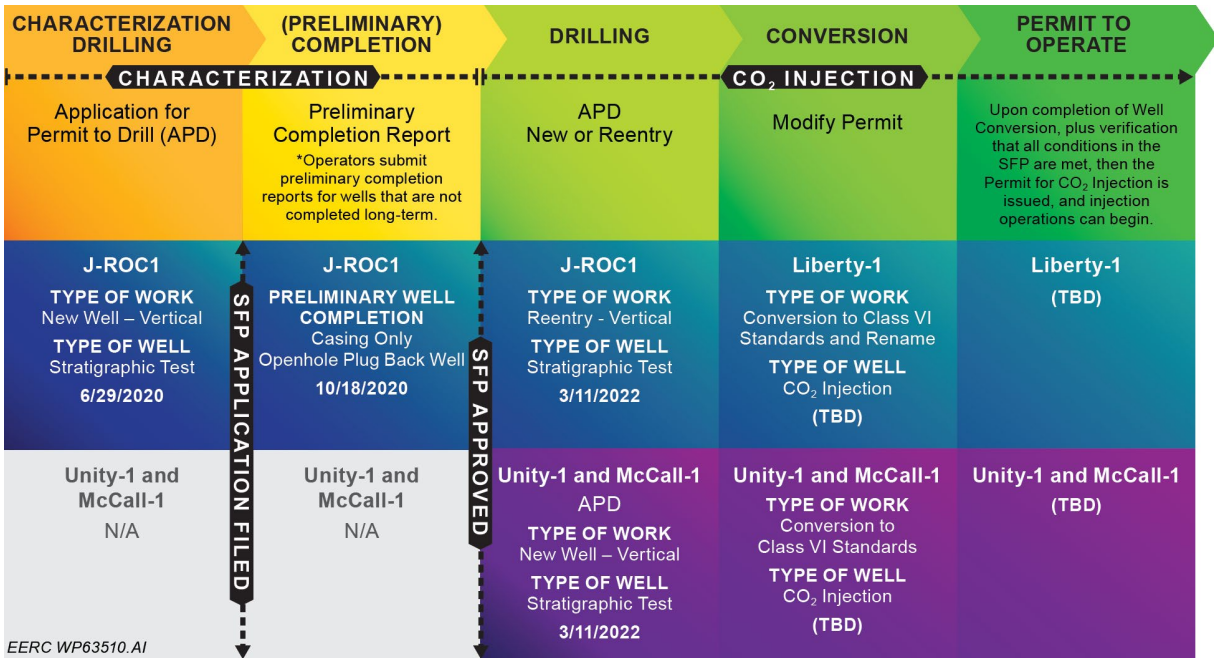 CHARACTERIZATION
DRILLING
(PRELIMINARY)
COMPLETION
DRILLING
CONVERSION
PERMIT TO
OPERATE
CHARACTERIZATION
CO₂ INJECTION
Application for
Permit to Drill (APD)
Preliminary
Completion Report
*Operators submit
preliminary completion
reports for wells that are not
completed long-term.
APD
New or Reentry
Modify Permit
Upon completion of Well
Conversion, plus verification
that all conditions in the
SFP are met, then the
Permit for CO₂ Injection is
issued, and injection
operations can begin.
J-ROC1
TYPE OF WORK
New Well – Vertical
TYPE OF WELL
Stratigraphic Test
6/29/2020
SFP APPLICATION FILED
J-ROC1
PRELIMINARY WELL
COMPLETION
Casing Only
Openhole Plug Back Well
10/18/2020
SFP APPROVED
J-ROC1
TYPE OF WORK
Reentry - Vertical
TYPE OF WELL
Stratigraphic Test
3/11/2022
Liberty-1
TYPE OF WORK
Conversion to Class VI
Standards and Rename
TYPE OF WELL
CO₂ Injection
(TBD)
Liberty-1
(TBD)
Unity-1 and
McCall-1
N/A
Unity-1 and
McCall-1
N/A
Unity-1 and McCall-1
APD
TYPE OF WORK
New Well – Vertical
TYPE OF WELL
Stratigraphic Test
3/11/2022
Unity-1 and McCall-1
TYPE OF WORK
Conversion to
Class VI Standards
TYPE OF WELL
CO₂ Injection
(TBD)
Unity-1 and McCall-1
(TBD)
EERC WP63510.AI